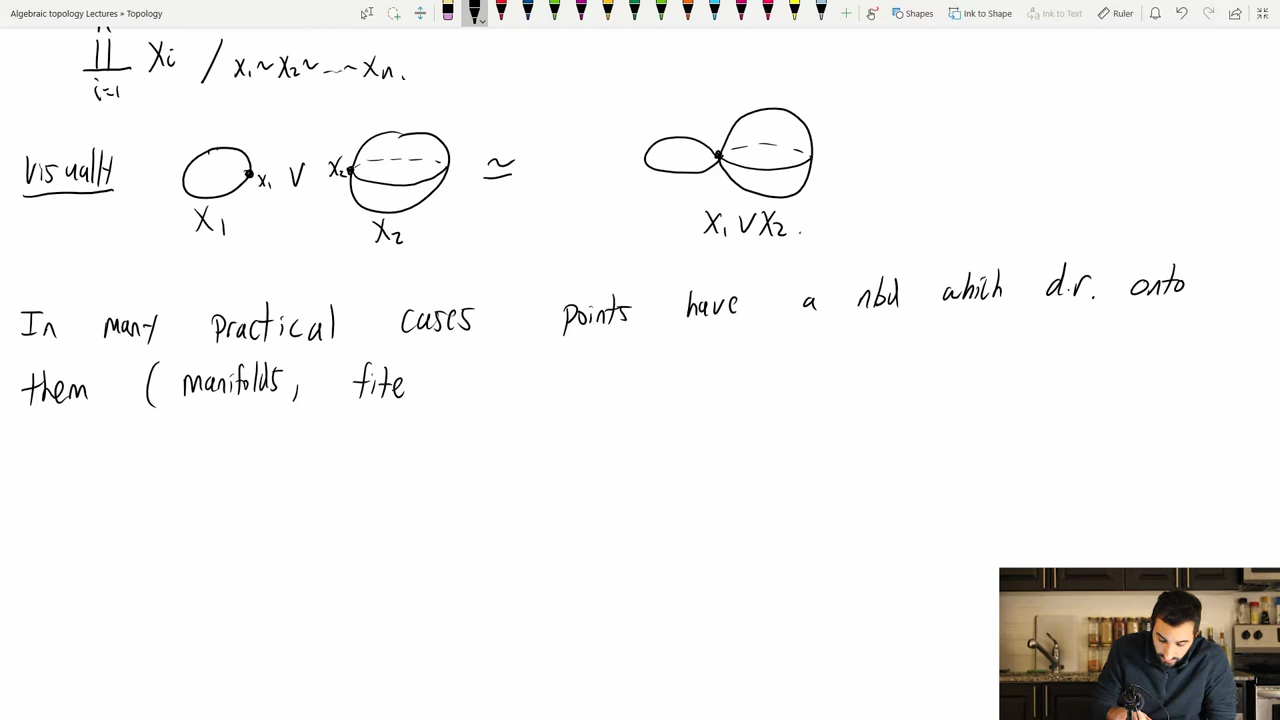 Algebraic topology Lectures » Topology
Shapes
Ink to Shape
Ink to Text
Ruler
∐ Xi / x1 ~ x2 ~ ... ~ xn.
i=1
visually x1 ∨ x2 ≃
X1 X2 X1 ∨ X2.
In many practical cases points have a nbd which d.r. onto
them ( manifolds, fite